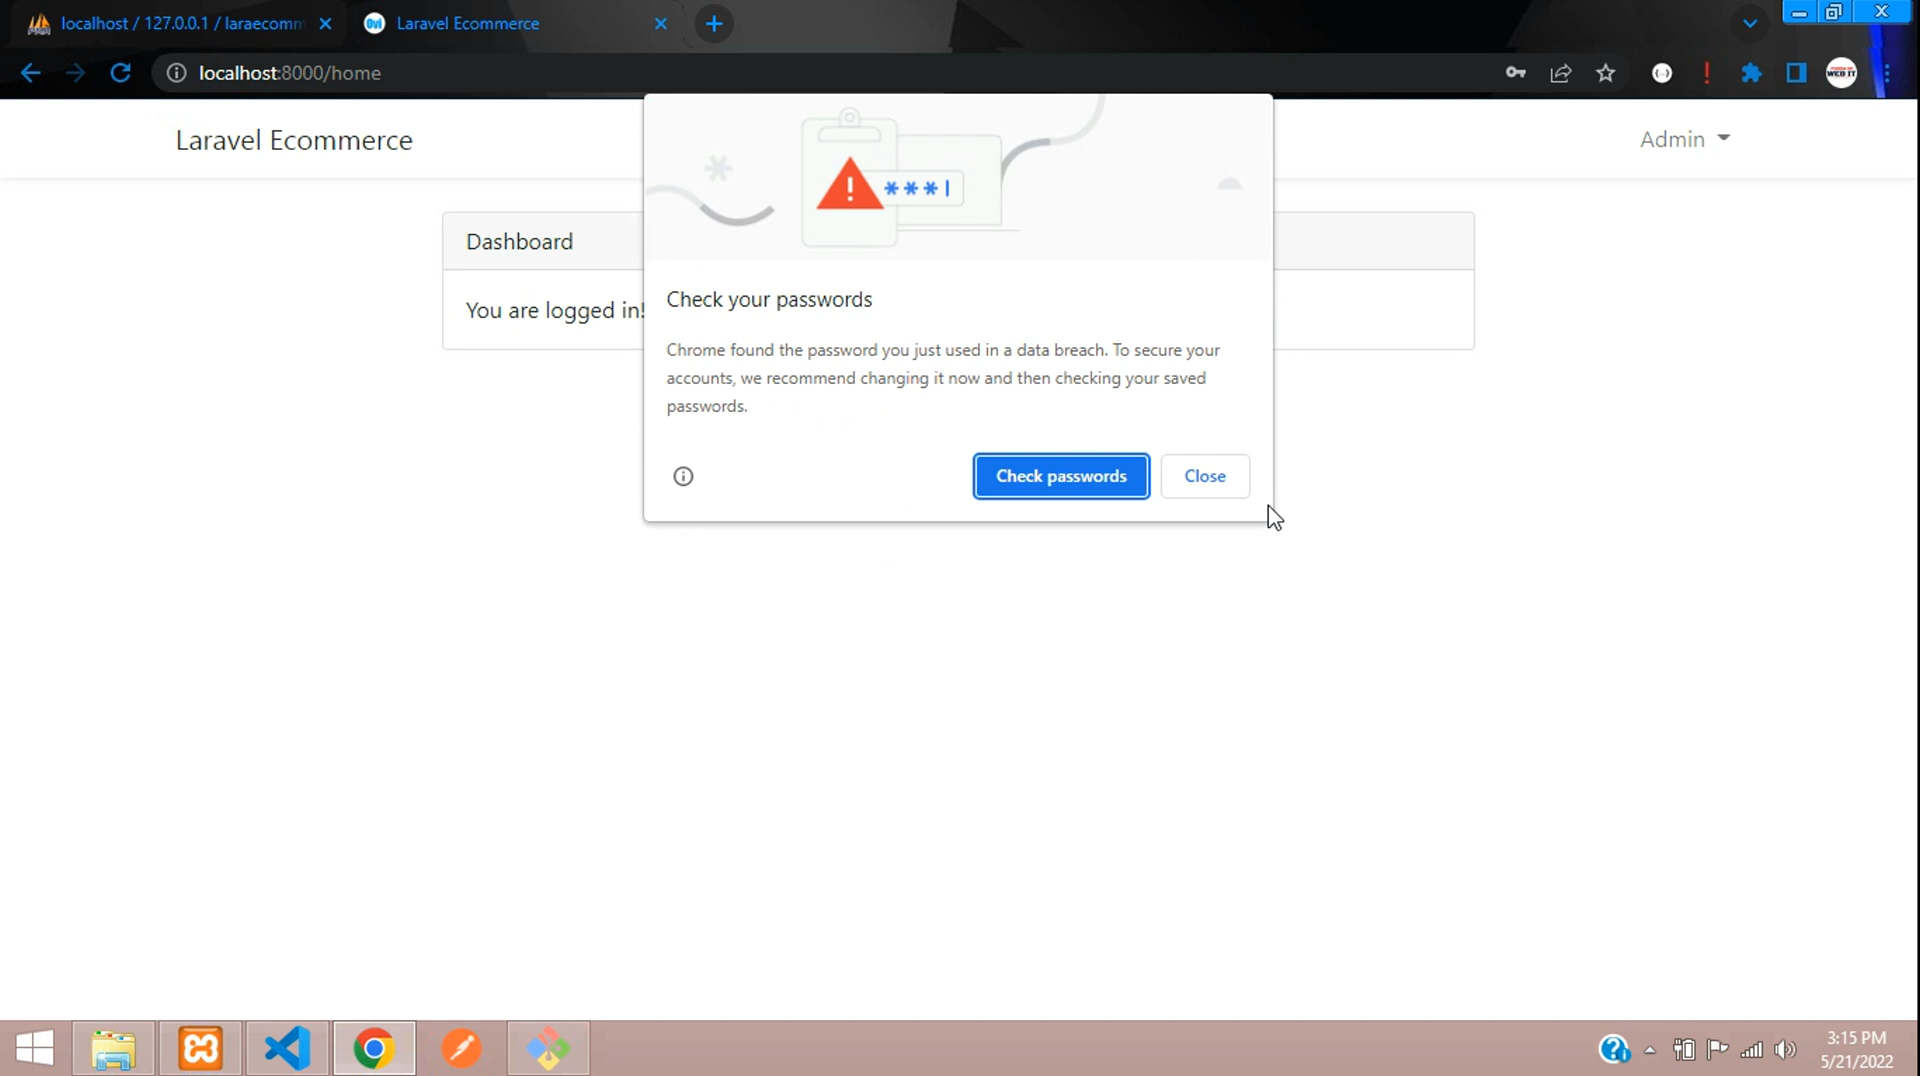 localhost / 127.0.0.1 / laraecomm
Laravel Ecommerce
localhost:8000/home
WEB IT
Laravel Ecommerce
Admin
Dashboard
You are logged in!
***
Check your passwords
Chrome found the password you just used in a data breach. To secure your
accounts, we recommend changing it now and then checking your saved
passwords.
Check passwords
Close
3:15 PM
5/21/2022